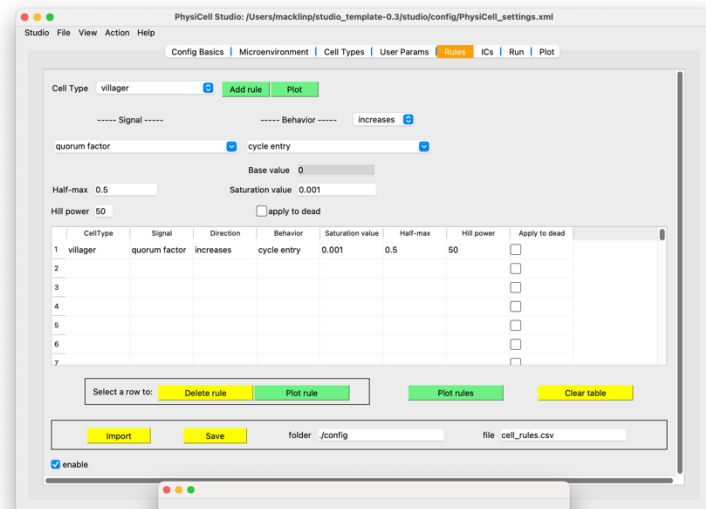 PhysiCell Studio: /Users/macklinp/studio_template-0.3/studio/config/PhysiCell_settings.xml
Studio File View Action Help
Config Basics Microenvironment Cell Types User Params Rules ICs Run Plot
Cell Type villager Add rule Plot
----- Signal ----- ----- Behavior ----- increases
quorum factor cycle entry
Base value 0
Half-max 0.5 Saturation value 0.001
Hill power 50 apply to dead
CellType Signal Direction Behavior Saturation value Half-max Hill power Apply to dead
1 villager quorum factor increases cycle entry 0.001 0.5 50
2
3
4
5
6
7
Select a row to: Delete rule Plot rule Plot rules Clear table
Import Save folder ./config file cell_rules.csv
enable